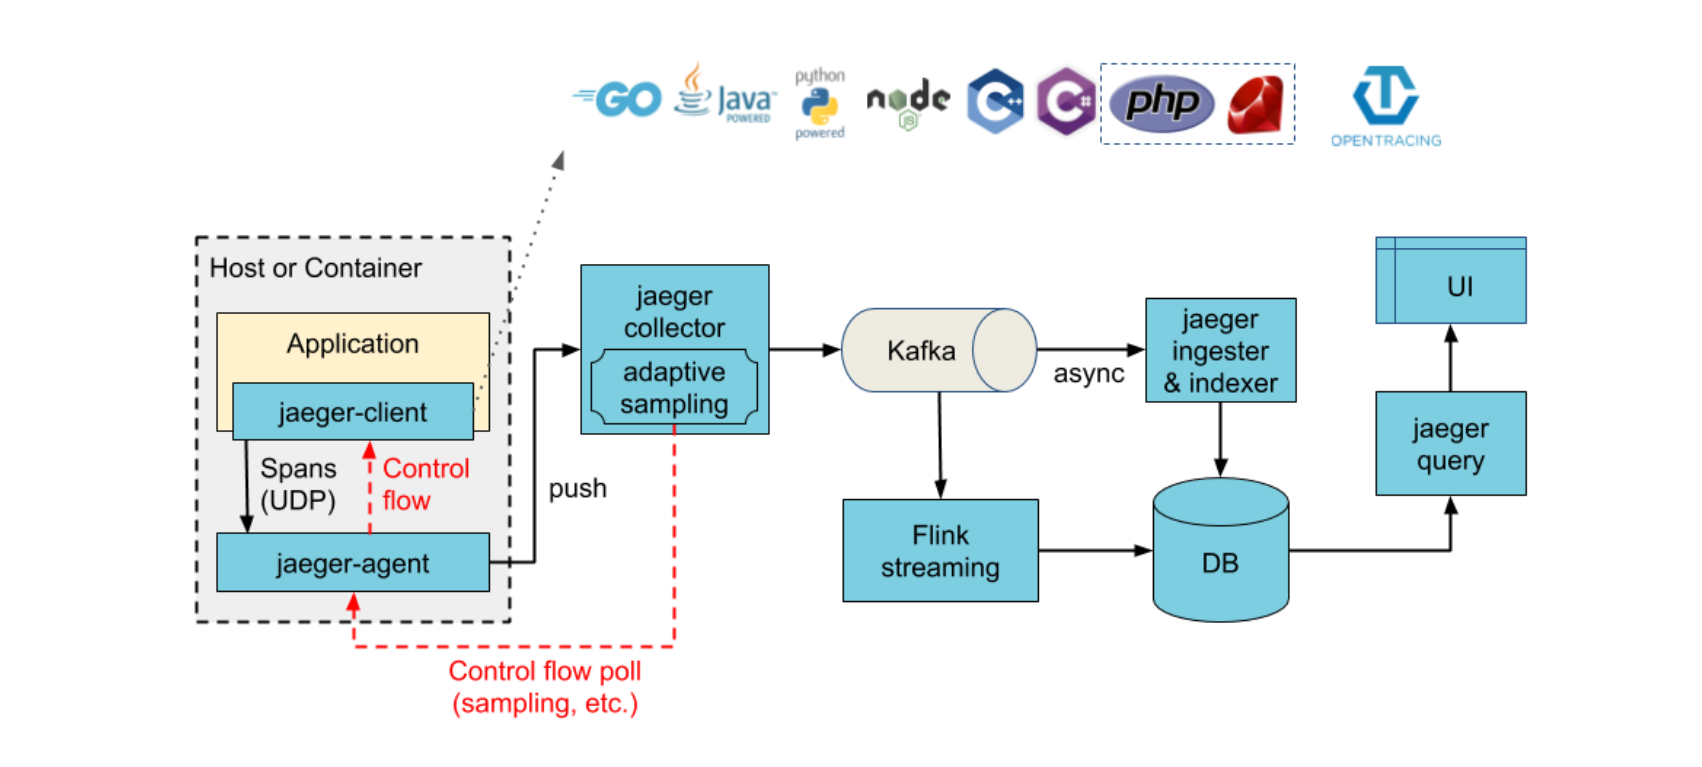 GO
Java™
POWERED
python
powered
node
JS
C++
C#
php
OPENTRACING
Host or Container
Application
jaeger-client
Spans
(UDP)
Control
flow
jaeger-agent
push
jaeger
collector
adaptive
sampling
Control flow poll
(sampling, etc.)
Kafka
async
Flink
streaming
jaeger
ingester
& indexer
DB
UI
jaeger
query